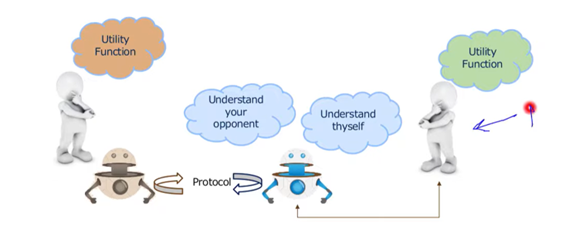 Utility
Function
Utility
Function
Understand
your
opponent
Understand
thyself
Protocol